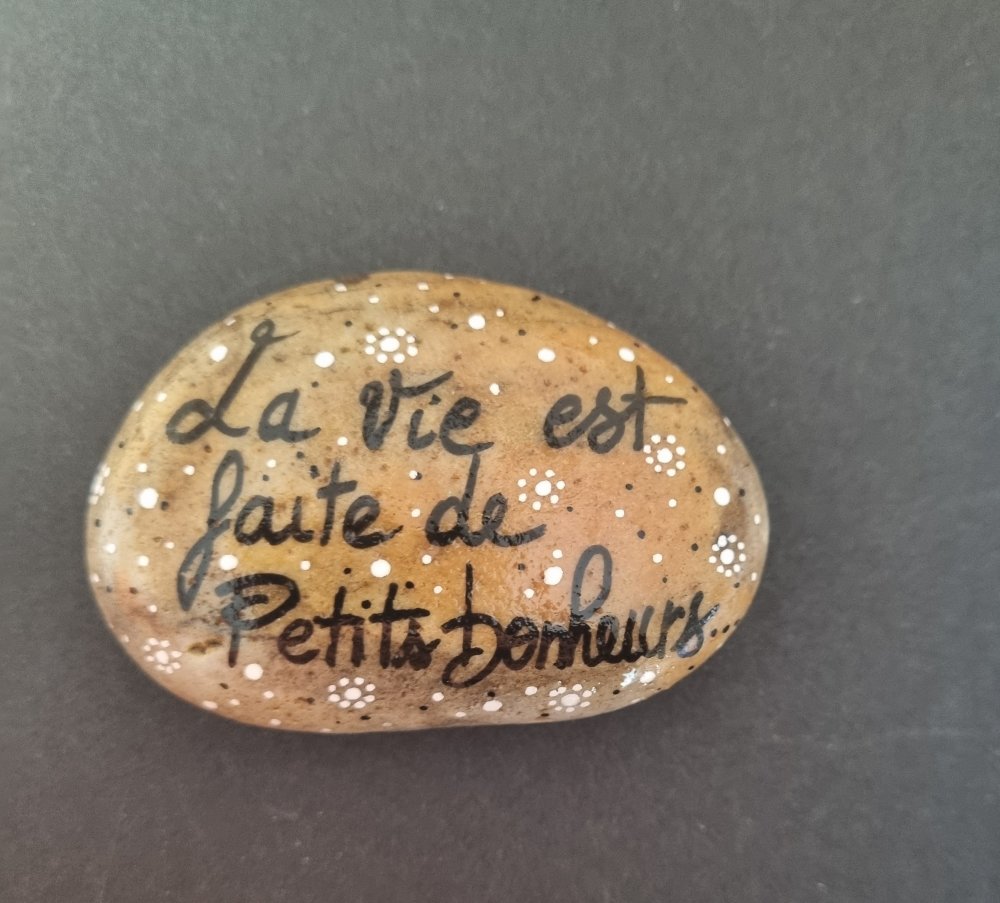 La vie est
faite de
Petits bonheurs...